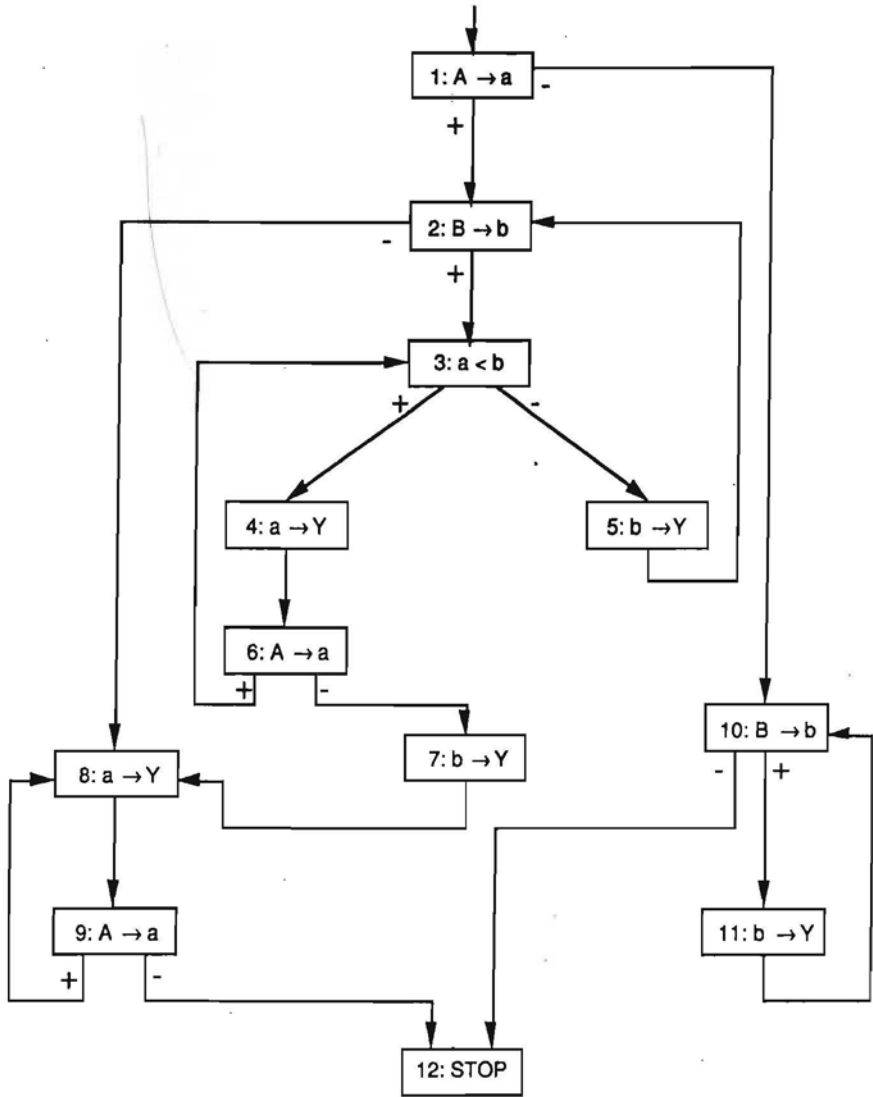 1: A → a
-
+
2: B → b
-
+
3: a < b
+
-
4: a → Y
5: b → Y
6: A → a
+
-
10: B → b
7: b → Y
8: a → Y
-
+
9: A → a
11: b → Y
+
-
12: STOP